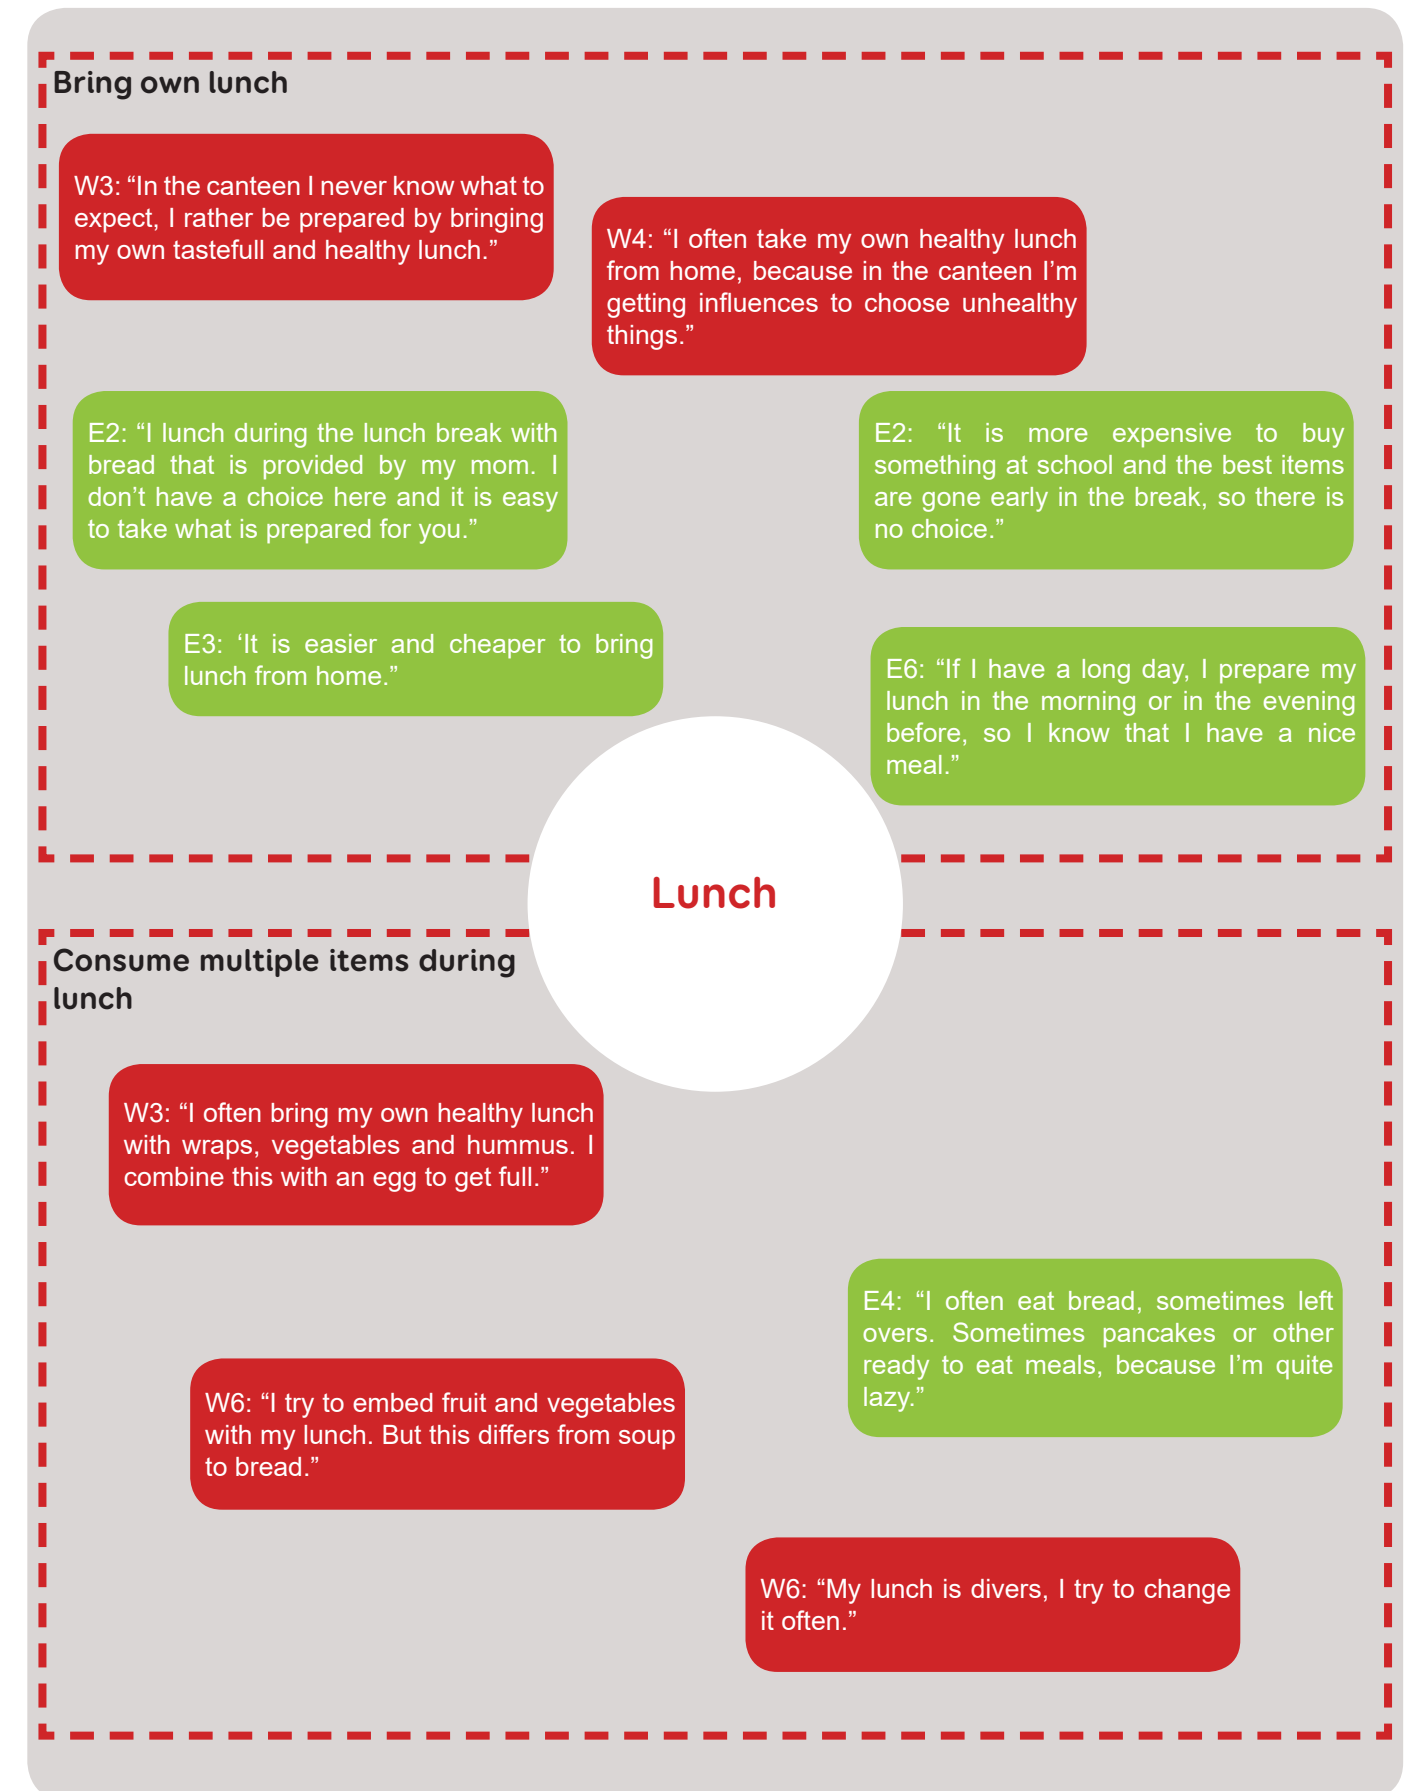 Bring own lunch
W3: “In the canteen I never know what to
expect, I rather be prepared by bringing
my own tastefull and healthy lunch.”
W4: “I often take my own healthy lunch
from home, because in the canteen I’m
getting influences to choose unhealthy
things.”
E2: “I lunch during the lunch break with
bread that is provided by my mom. I
don’t have a choice here and it is easy
to take what is prepared for you.”
E2: “It is more expensive to buy
something at school and the best items
are gone early in the break, so there is
no choice.”
E3: ‘It is easier and cheaper to bring
lunch from home.”
E6: “If I have a long day, I prepare my
lunch in the morning or in the evening
before, so I know that I have a nice
meal.”
Lunch
Consume multiple items during
lunch
W3: “I often bring my own healthy lunch
with wraps, vegetables and hummus. I
combine this with an egg to get full.”
E4: “I often eat bread, sometimes left
overs. Sometimes pancakes or other
ready to eat meals, because I’m quite
lazy.”
W6: “I try to embed fruit and vegetables
with my lunch. But this differs from soup
to bread.”
W6: “My lunch is divers, I try to change
it often.”